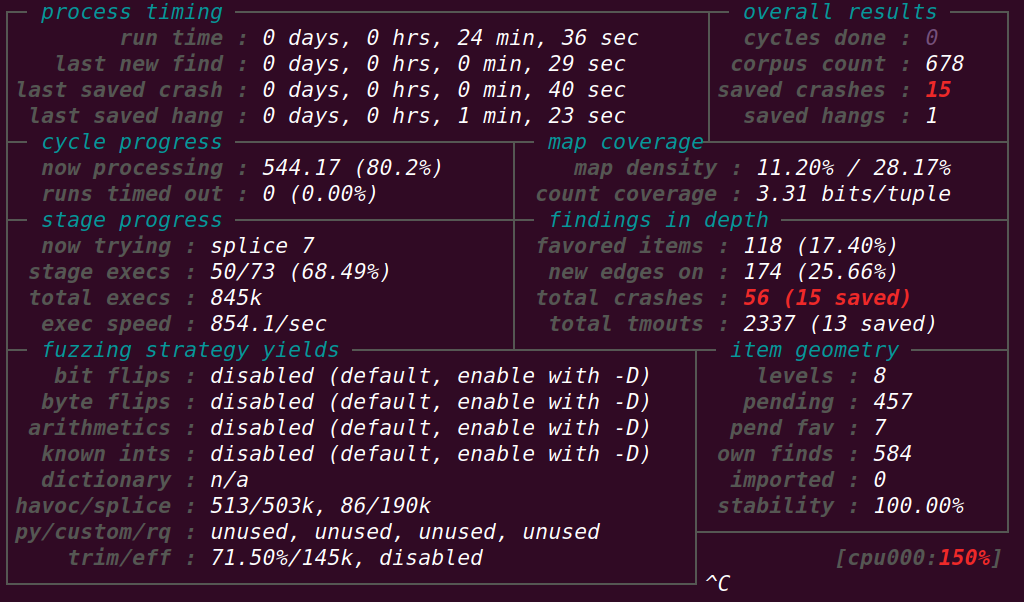 process timing overall results
run time : 0 days, 0 hrs, 24 min, 36 sec cycles done : 0
last new find : 0 days, 0 hrs, 0 min, 29 sec corpus count : 678
last saved crash : 0 days, 0 hrs, 0 min, 40 sec saved crashes : 15
last saved hang : 0 days, 0 hrs, 1 min, 23 sec saved hangs : 1
cycle progress map coverage
now processing : 544.17 (80.2%) map density : 11.20% / 28.17%
runs timed out : 0 (0.00%) count coverage : 3.31 bits/tuple
stage progress findings in depth
now trying : splice 7 favored items : 118 (17.40%)
stage execs : 50/73 (68.49%) new edges on : 174 (25.66%)
total execs : 845k total crashes : 56 (15 saved)
exec speed : 854.1/sec total tmouts : 2337 (13 saved)
fuzzing strategy yields item geometry
bit flips : disabled (default, enable with -D) levels : 8
byte flips : disabled (default, enable with -D) pending : 457
arithmetics : disabled (default, enable with -D) pend fav : 7
known ints : disabled (default, enable with -D) own finds : 584
dictionary : n/a imported : 0
havoc/splice : 513/503k, 86/190k stability : 100.00%
py/custom/rq : unused, unused, unused, unused
trim/eff : 71.50%/145k, disabled [cpu000:150%]
^C